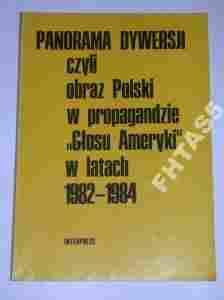 PANORAMA DYWERSJI
czyli
obraz Polski
w propagandzie
„Głosu Ameryki"
w latach
1982–1984
INTERPRESS
FHTAS5